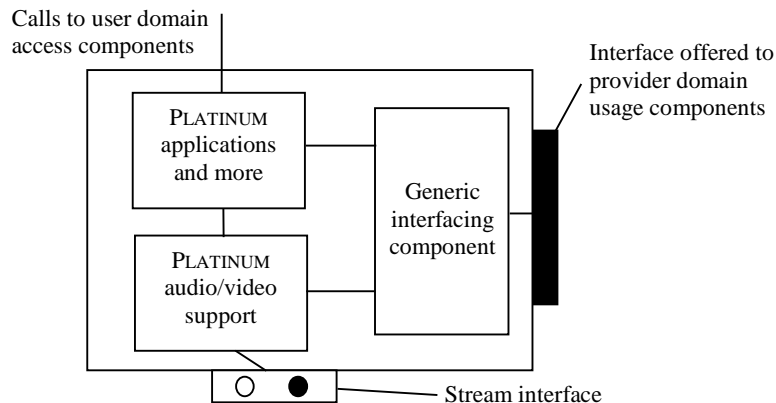 Calls to user domain
access components
Interface offered to
provider domain
usage components
PLATINUM
applications
and more
Generic
interfacing
component
PLATINUM
audio/video
support
Stream interface